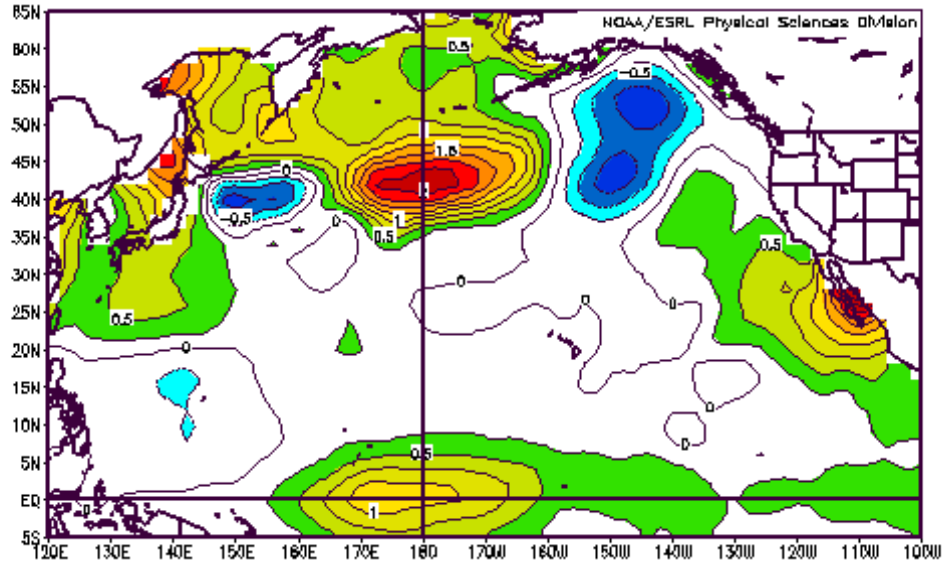 65N
NOAA/ESRL Physical Sciences Division
60N
0.5
55N
-0.5
50N
1.6
45N
0
40N
-0.5
1
35N
0.5
0
0.5
30N
0
0
25N
0.5
20N
0
15N
0
10N
0
5N
0.5
EQ
0
1
5S
120E 130E 140E 150E 160E 170E 180 170W 160W 150W 140W 130W 120W 110W 100W